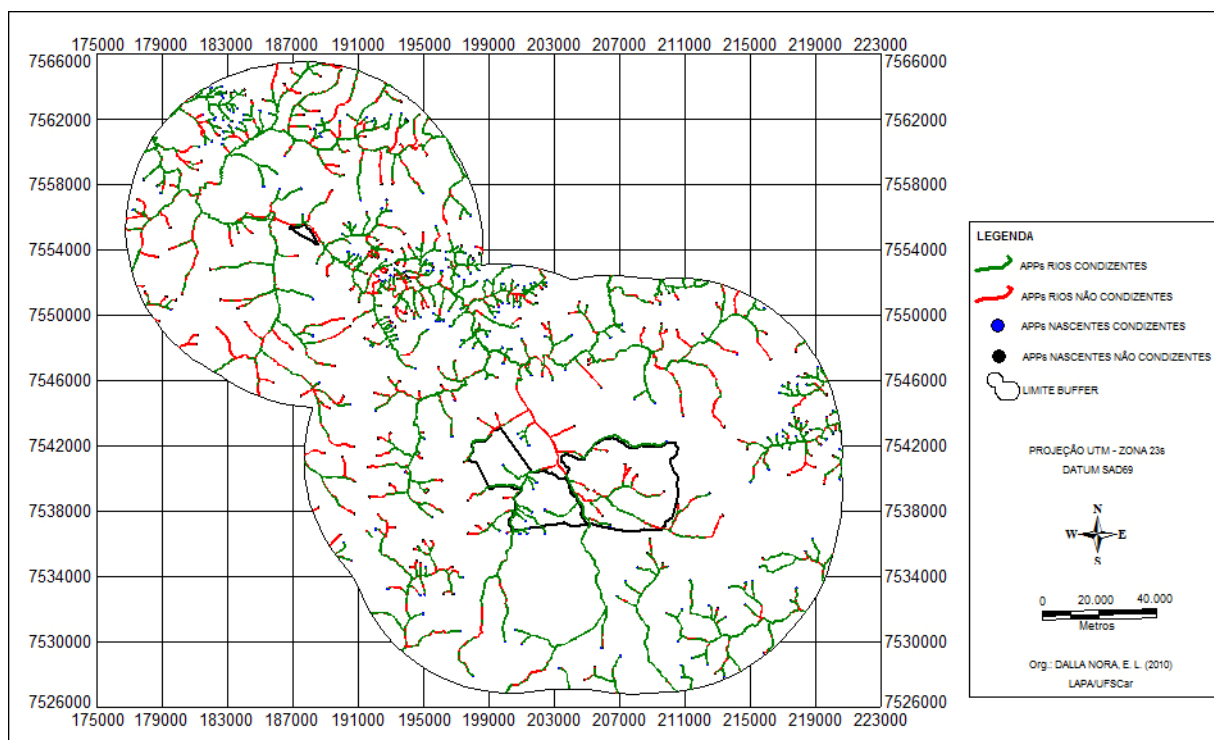 175000 179000 183000 187000 191000 195000 199000 203000 207000 211000 215000 219000 223000
7566000 7566000
7562000 7562000
7558000 7558000
7554000 7554000
7550000 7550000
7546000 7546000
7542000 7542000
7538000 7538000
7534000 7534000
7530000 7530000
7526000 7526000
175000 179000 183000 187000 191000 195000 199000 203000 207000 211000 215000 219000 223000
LEGENDA
APPs RIOS CONDIZENTES
APPs RIOS NÃO CONDIZENTES
APPs NASCENTES CONDIZENTES
APPs NASCENTES NÃO CONDIZENTES
LIMITE BUFFER
PROJEÇÃO UTM - ZONA 23s
DATUM SAD69
N
W E
S
0 20.000 40.000
Metros
Org.: DALLA NORA, E. L. (2010)
LAPA/UFSCar